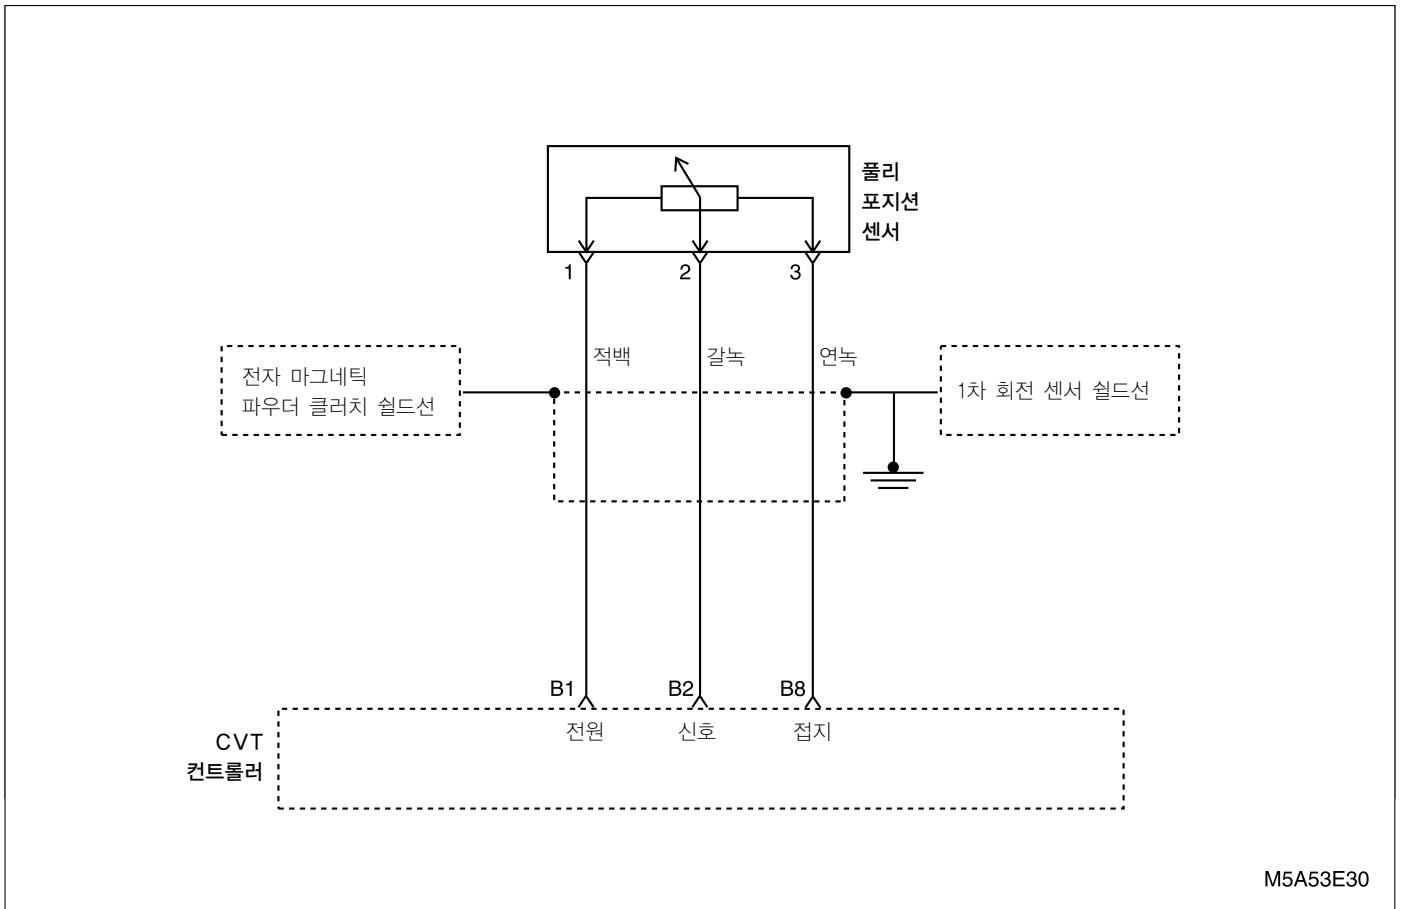 풀리
포지션
센서
1
2
3
적백
갈녹
연녹
전자 마그네틱
파우더 클러치 쉴드선
1차 회전 센서 쉴드선
B1
B2
B8
전원
신호
접지
CVT
컨트롤러
M5A53E30